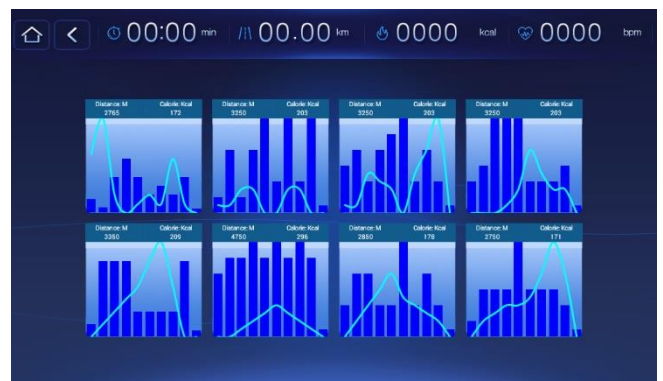 00:00 min 00.00 km 0000 kcal 0000 bpm
Distance: M Calorie: Kcal
2765 172
Distance: M Calorie: Kcal
3250 203
Distance: M Calorie: Kcal
3250 203
Distance: M Calorie: Kcal
3250 203
Distance: M Calorie: Kcal
3350 209
Distance: M Calorie: Kcal
4750 296
Distance: M Calorie: Kcal
2850 178
Distance: M Calorie: Kcal
2750 171